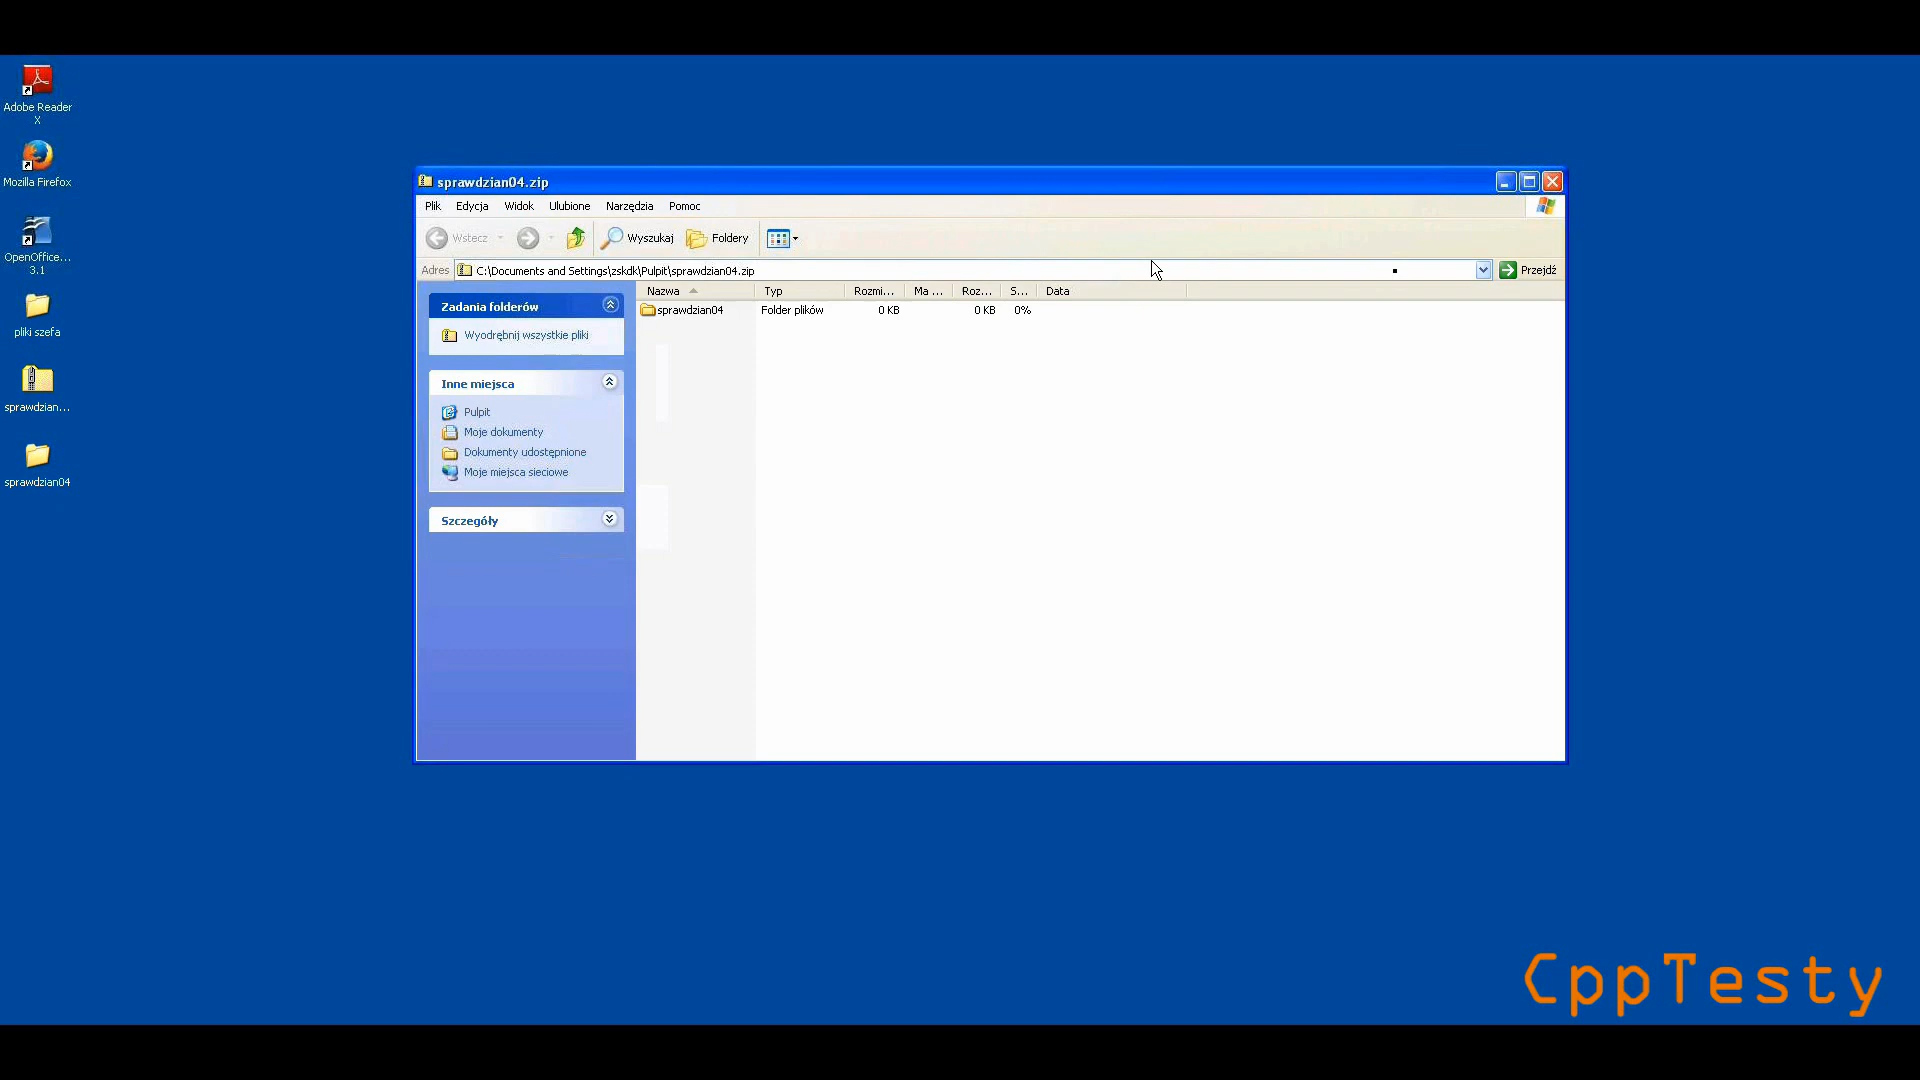 Adobe Reader
X
Mozilla Firefox
OpenOffice...
3.1
pliki szefa
sprawdzian...
sprawdzian04
sprawdzian04.zip
Plik Edycja Widok Ulubione Narzędzia Pomoc
Wstecz Wyszukaj Foldery
Adres C:\Documents and Settings\zskdk\Pulpit\sprawdzian04.zip Przejdź
Zadania folderów
Wyodrębnij wszystkie pliki
Inne miejsca
Pulpit
Moje dokumenty
Dokumenty udostępnione
Moje miejsca sieciowe
Szczegóły
Nazwa Typ Rozmi... Ma ... Roz... S... Data
sprawdzian04 Folder plików 0 KB 0 KB 0%
CppTesty